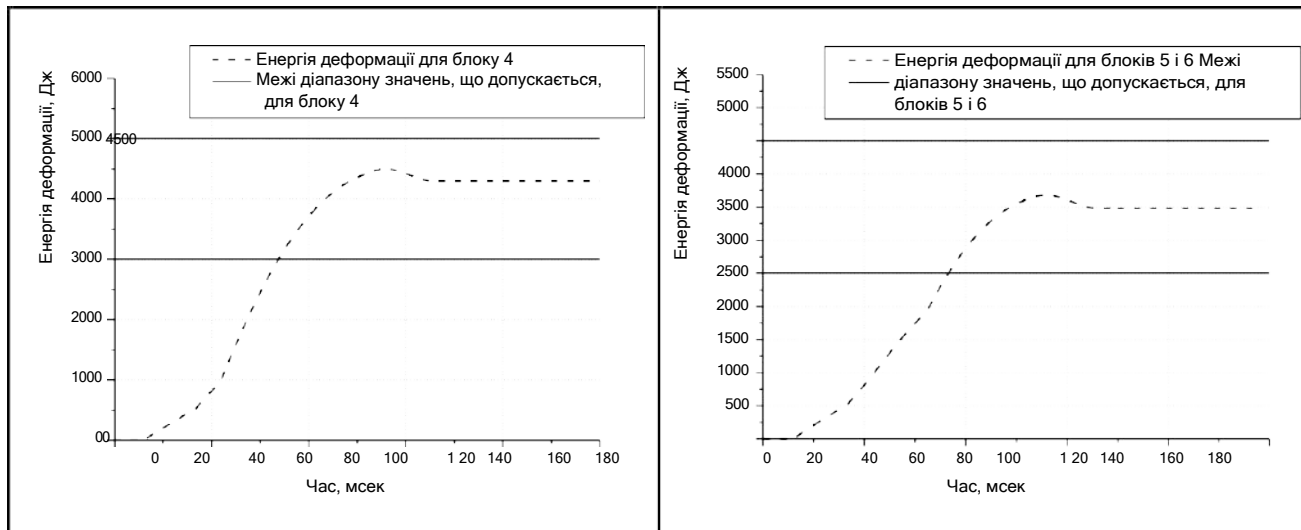 Енергія деформації для блоку 4
Межі діапазону значень, що допускається,
для блоку 4
Енергія деформації, Дж
6000
5000
4500
4000
3000
2000
1000
00
0 20 40 60 80 100 1 20 140 160 180
Час, мсек
Енергія деформації для блоків 5 і 6 Межі
діапазону значень, що допускається, для
блоків 5 і 6
Енергія деформації, Дж
5500
5000
4000
3500
3000
2500
2000
1500
1000
500
0 20 40 60 80 100 1 20 140 160 180
Час, мсек